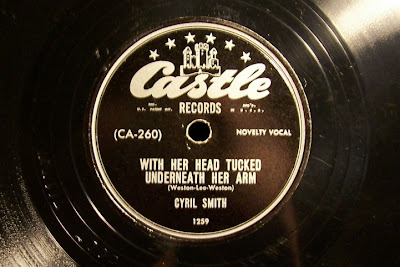 Castle
RECORDS
(CA-260) NOVELTY VOCAL
WITH HER HEAD TUCKED
UNDERNEATH HER ARM
(Weston-Lee-Weston)
CYRIL SMITH
1259